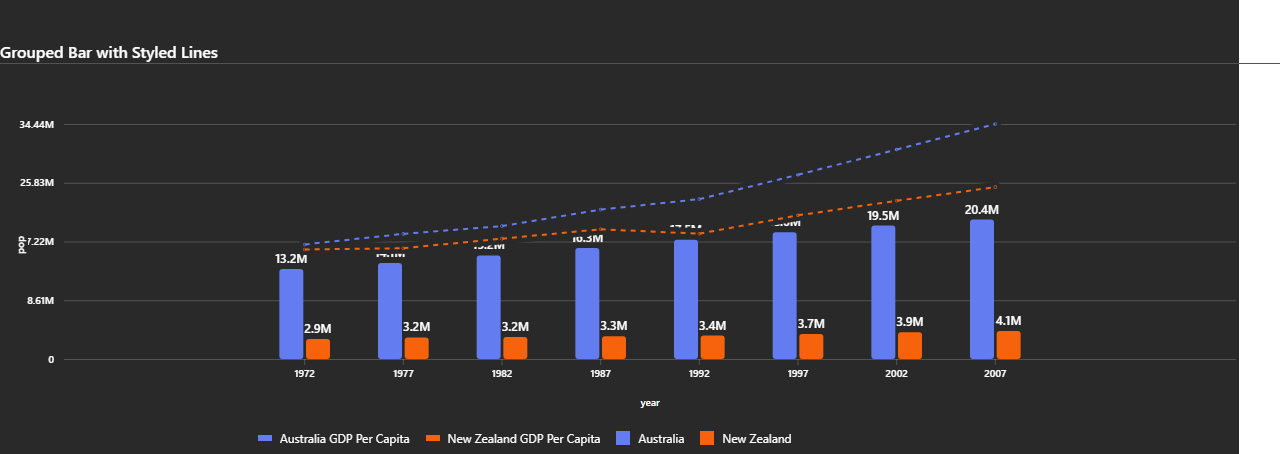 Grouped Bar with Styled Lines
34.44M
25.83M
7.22M
8.61M
0
pop
13.2M
16.3M
19.5M
20.4M
2.9M
3.2M
3.2M
3.3M
3.4M
3.7M
3.9M
4.1M
1972
1977
1982
1987
1992
1997
2002
2007
year
Australia GDP Per Capita
New Zealand GDP Per Capita
Australia
New Zealand